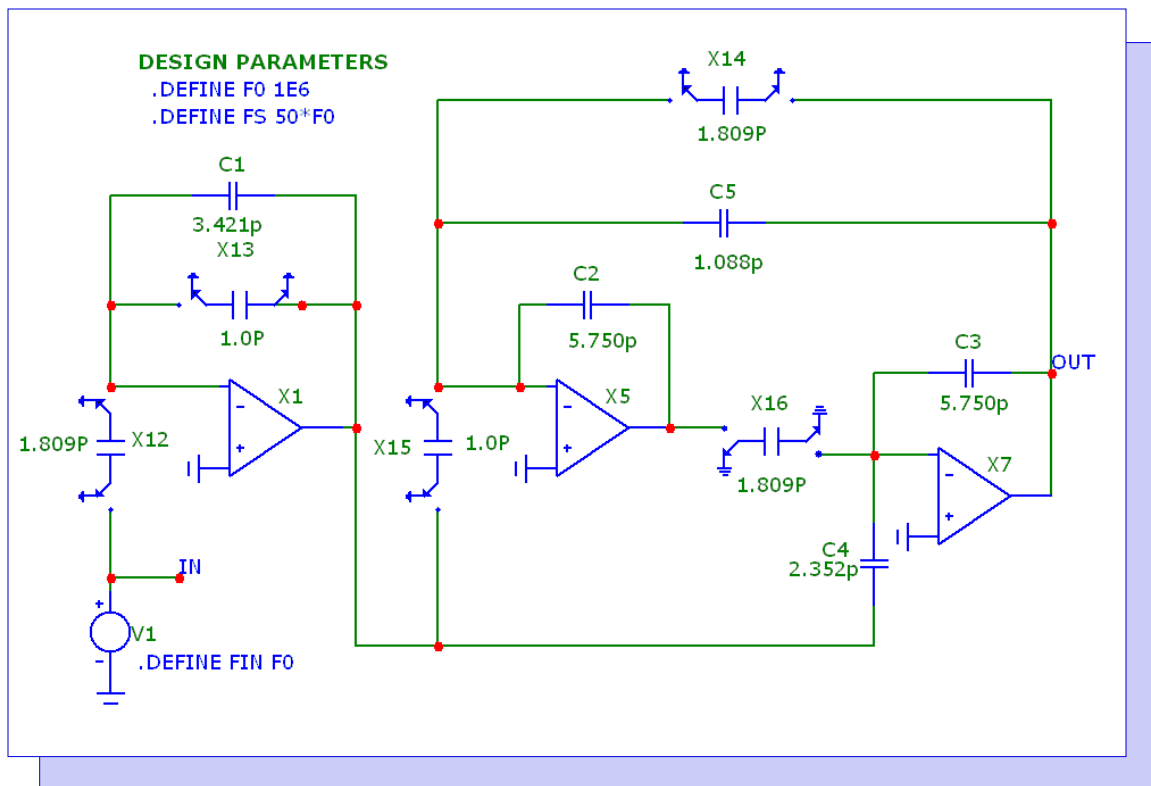 DESIGN PARAMETERS
.DEFINE F0 1E6
.DEFINE FS 50*F0
X14
1.809P
C1
3.421p
X13
1.0P
C5
1.088p
C2
5.750p
C3
5.750p
OUT
X1
X5
X16
1.809P
X12
X15
1.0P
1.809P
X7
-
+
-
+
-
+
C4
2.352p
IN
+
V1
-
.DEFINE FIN F0